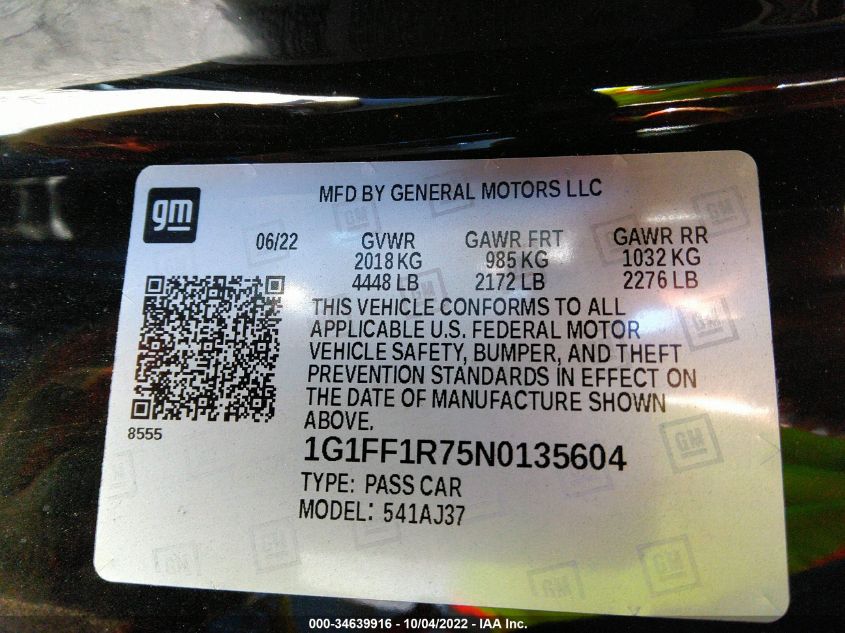 gm
MFD BY GENERAL MOTORS LLC
06/22 GVWR GAWR FRT GAWR RR
2018 KG 985 KG 1032 KG
4448 LB 2172 LB 2276 LB
THIS VEHICLE CONFORMS TO ALL
APPLICABLE U.S. FEDERAL MOTOR
VEHICLE SAFETY, BUMPER, AND THEFT
PREVENTION STANDARDS IN EFFECT ON
THE DATE OF MANUFACTURE SHOWN
ABOVE.
8555
1G1FF1R75N0135604
TYPE: PASS CAR
MODEL: 541AJ37
000-34639916 - 10/04/2022 - IAA Inc.